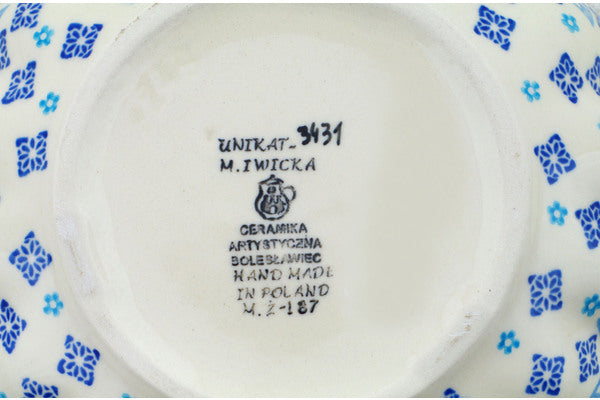 UNIKAT-3431
M.IWICKA
CERAMIKA
ARTYSTYCZNA
BOLESŁAWIEC
HAND MADE
IN POLAND
M.Ż-187